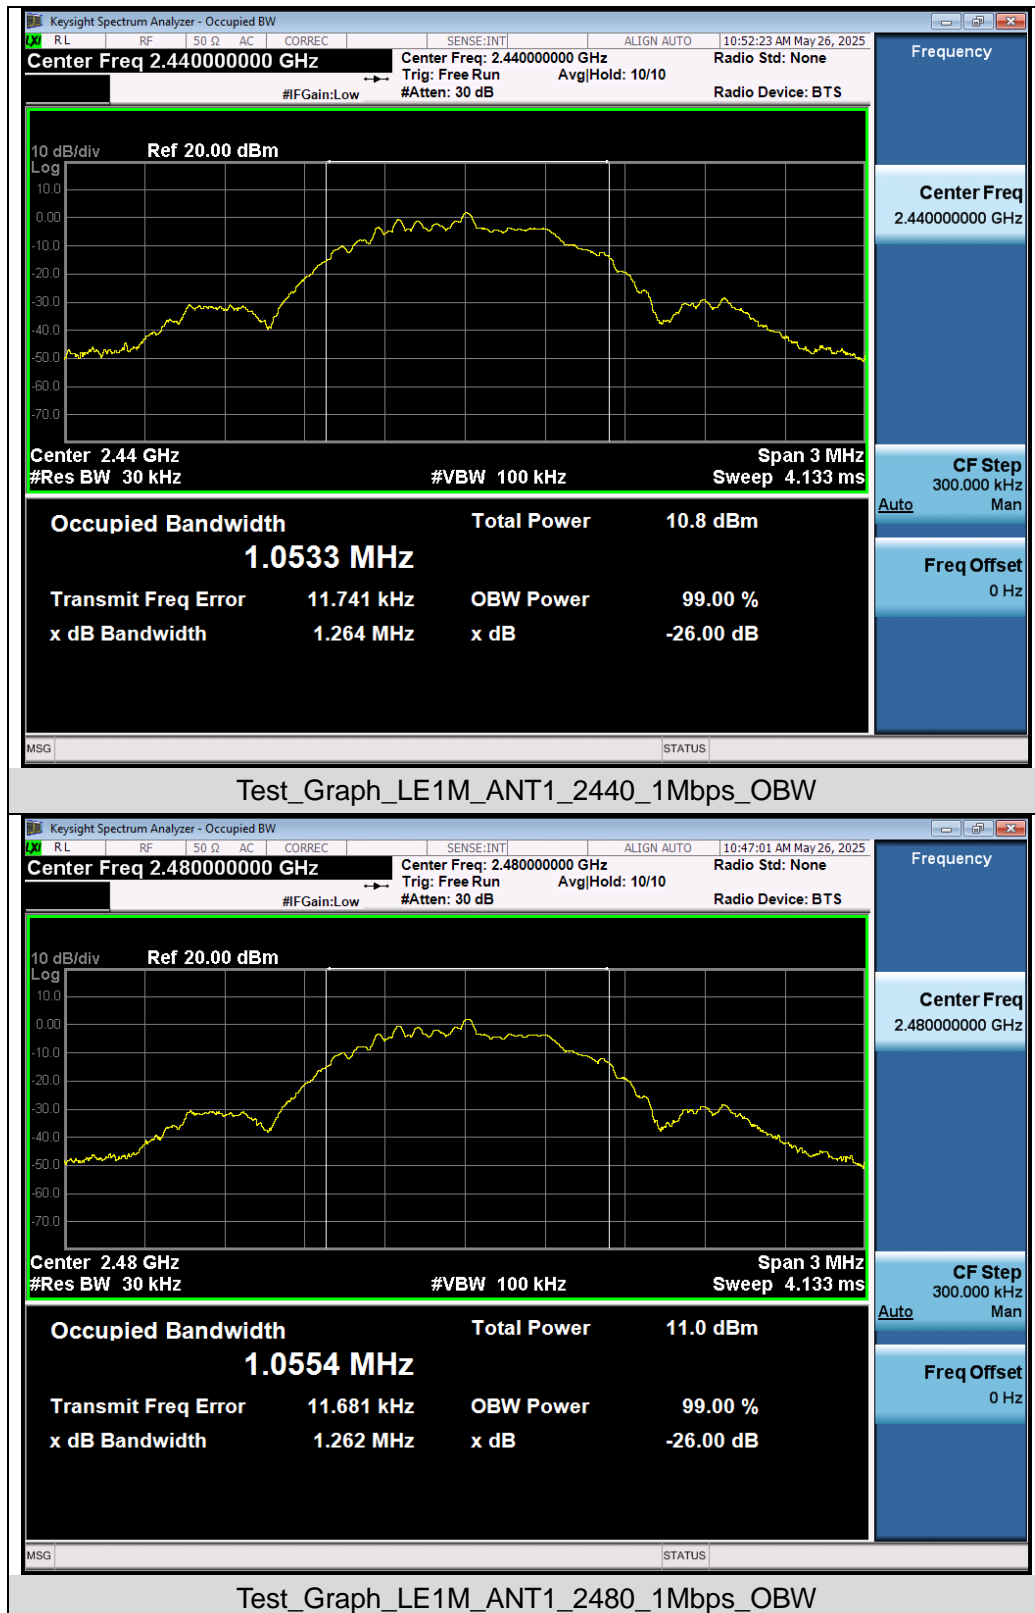 Keysight Spectrum Analyzer - Occupied BW
LXI RL RF 50 Ω AC CORREC SENSE:INT ALIGN AUTO 10:52:23 AM May 26, 2025
Center Freq 2.440000000 GHz
Center Freq: 2.440000000 GHz
Radio Std: None
Trig: Free Run Avg|Hold: 10/10
#IFGain:Low #Atten: 30 dB Radio Device: BTS
Frequency
10 dB/div Ref 20.00 dBm
Log
10.0
0.00
-10.0
-20.0
-30.0
-40.0
-50.0
-60.0
-70.0
Center 2.44 GHz Span 3 MHz
#Res BW 30 kHz #VBW 100 kHz Sweep 4.133 ms
Center Freq
2.440000000 GHz
CF Step
300.000 kHz
Auto Man
Freq Offset
0 Hz
Occupied Bandwidth Total Power 10.8 dBm
1.0533 MHz
Transmit Freq Error 11.741 kHz OBW Power 99.00 %
x dB Bandwidth 1.264 MHz x dB -26.00 dB
MSG STATUS
Test_Graph_LE1M_ANT1_2440_1Mbps_OBW
Keysight Spectrum Analyzer - Occupied BW
LXI RL RF 50 Ω AC CORREC SENSE:INT ALIGN AUTO 10:47:01 AM May 26, 2025
Center Freq 2.480000000 GHz
Center Freq: 2.480000000 GHz
Radio Std: None
Trig: Free Run Avg|Hold: 10/10
#IFGain:Low #Atten: 30 dB Radio Device: BTS
Frequency
10 dB/div Ref 20.00 dBm
Log
10.0
0.00
-10.0
-20.0
-30.0
-40.0
-50.0
-60.0
-70.0
Center 2.48 GHz Span 3 MHz
#Res BW 30 kHz #VBW 100 kHz Sweep 4.133 ms
Center Freq
2.480000000 GHz
CF Step
300.000 kHz
Auto Man
Freq Offset
0 Hz
Occupied Bandwidth Total Power 11.0 dBm
1.0554 MHz
Transmit Freq Error 11.681 kHz OBW Power 99.00 %
x dB Bandwidth 1.262 MHz x dB -26.00 dB
MSG STATUS
Test_Graph_LE1M_ANT1_2480_1Mbps_OBW